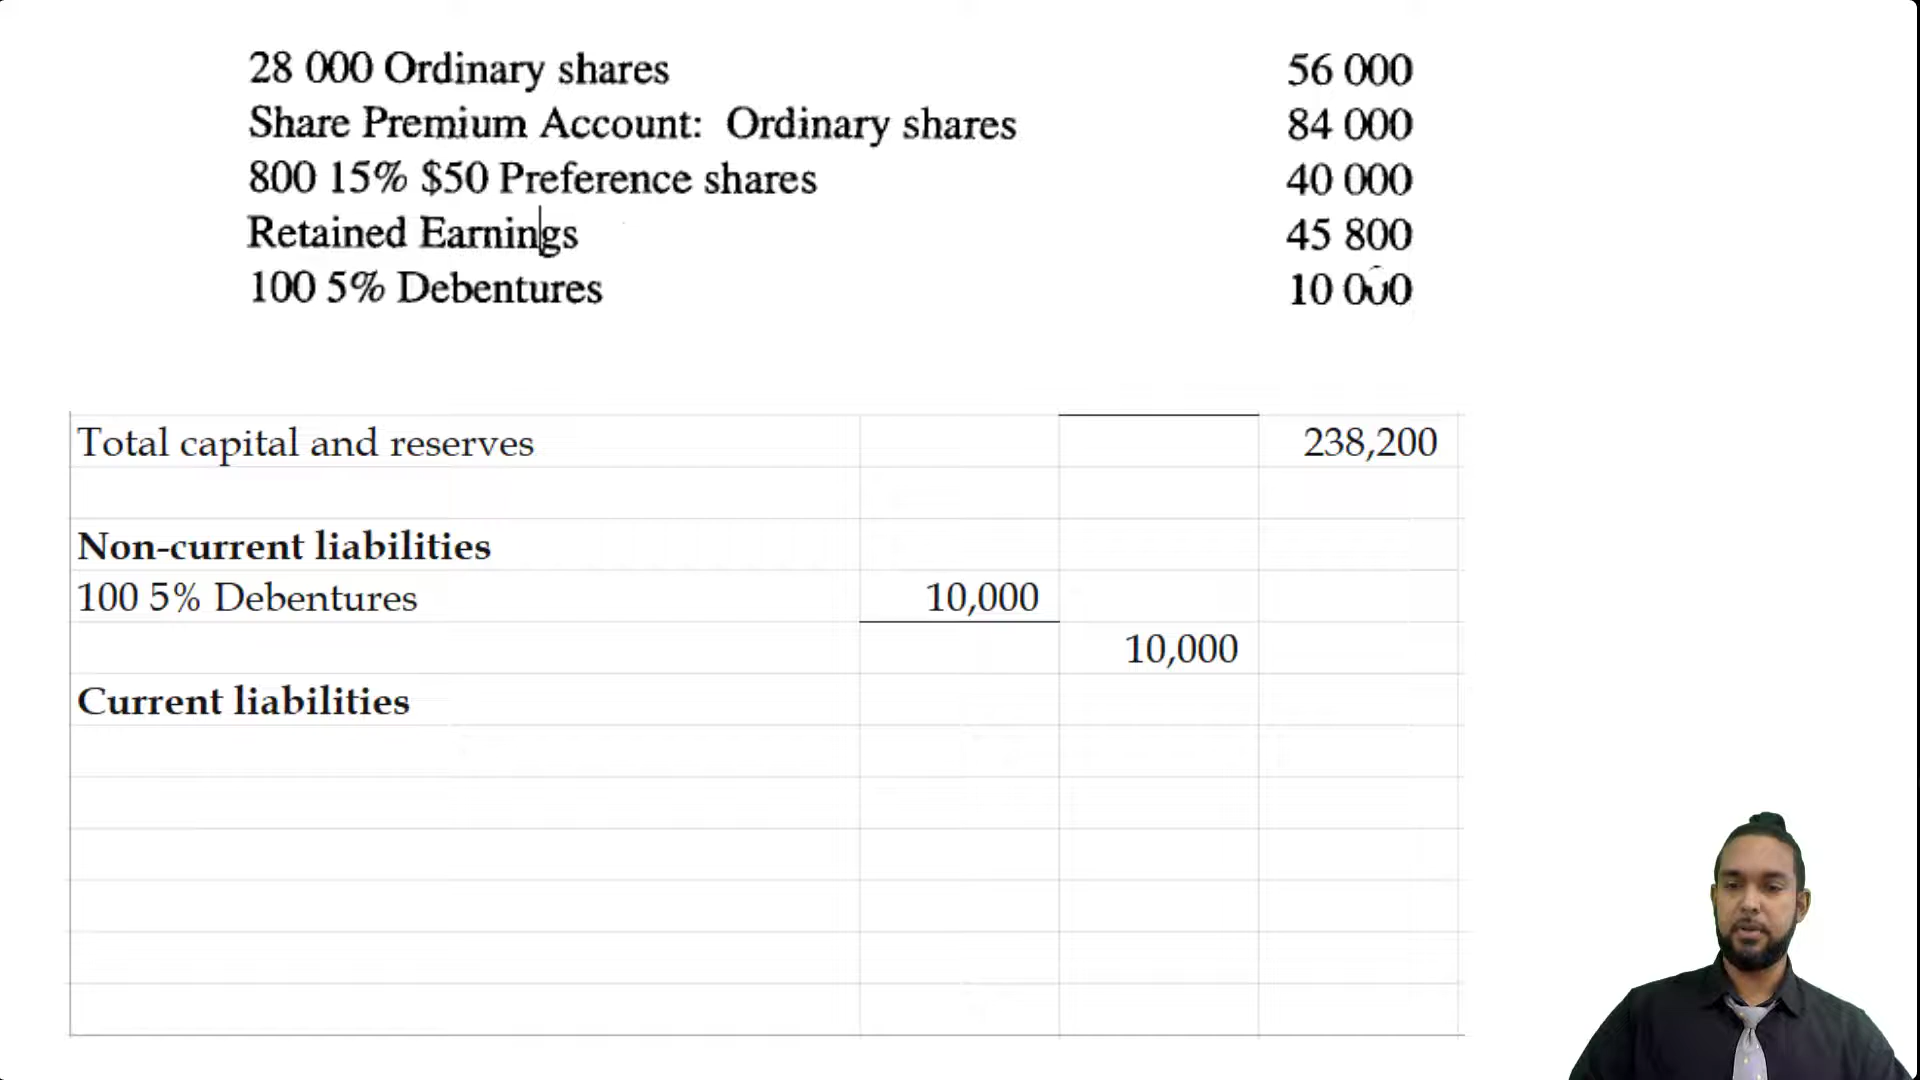 28 000 Ordinary shares 56 000
Share Premium Account: Ordinary shares 84 000
800 15% $50 Preference shares 40 000
Retained Earnings 45 800
100 5% Debentures 10 000
Total capital and reserves 238,200
Non-current liabilities
100 5% Debentures 10,000
10,000
Current liabilities